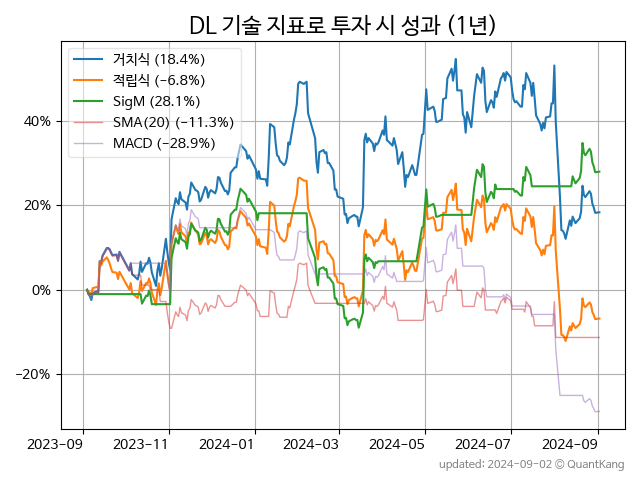 DL 기술 지표로 투자 시 성과 (1년)
거치식 (18.4%)
적립식 (−6.8%)
SigM (28.1%)
SMA(20) (−11.3%)
MACD (−28.9%)
40%
20%
0%
−20%
2023-09 2023-11 2024-01 2024-03 2024-05 2024-07 2024-09
updated: 2024-09-02 © QuantKang